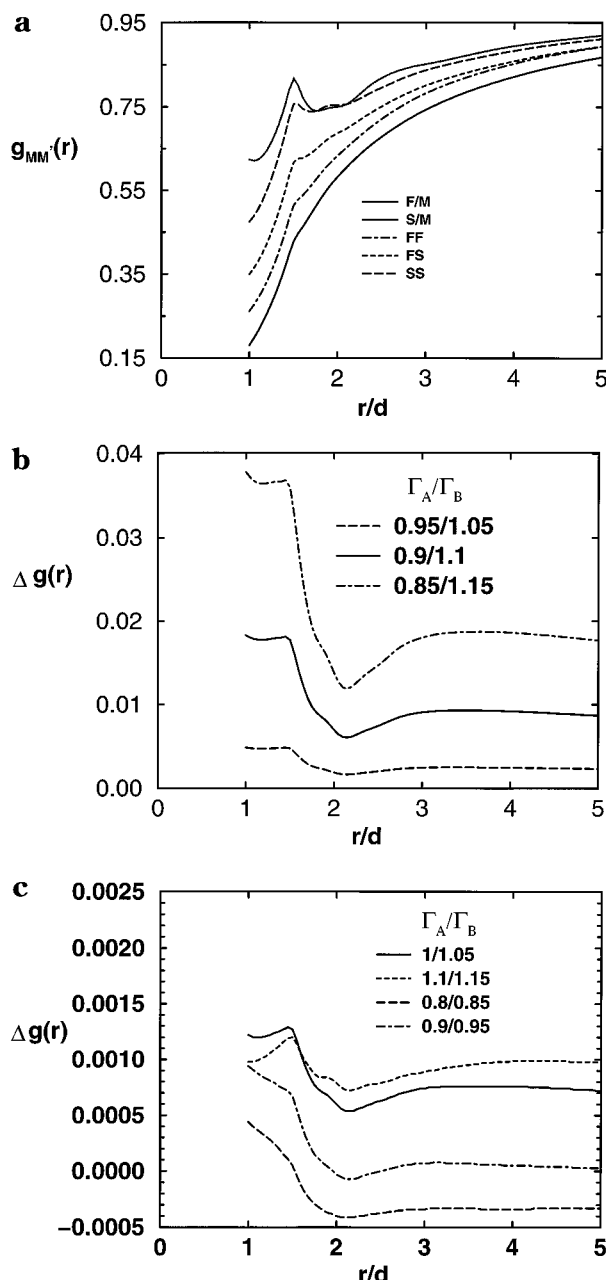 a
0.95
0.75
0.55
0.35
0.15
g_MM'(r)
F/M
S/M
FF
FS
SS
0 1 2 3 4 5
r/d
b
0.04
0.03
0.02
0.01
0.00
Δ g(r)
Γ_A/Γ_B
0.95/1.05
0.9/1.1
0.85/1.15
0 1 2 3 4 5
r/d
c
0.0025
0.0020
0.0015
0.0010
0.0005
0.0000
−0.0005
Δ g(r)
Γ_A/Γ_B
1/1.05
1.1/1.15
0.8/0.85
0.9/0.95
0 1 2 3 4 5
r/d